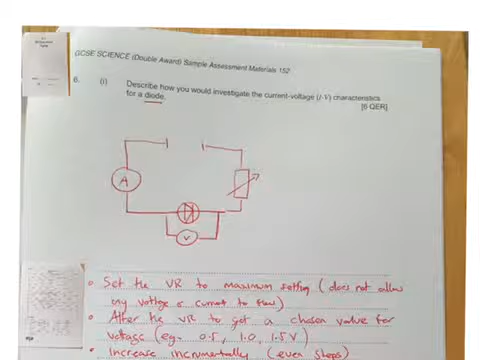 GCSE SCIENCE (Double Award) Sample Assessment Materials 152
6. (i) Describe how you would investigate the current-voltage (I-V) characteristics
for a diode. [6 QER]
A
V
• Set the VR to maximum setting (does not allow
any voltage or current to flow)
• Alter the VR to get a chosen value for
voltage (eg. 0.5, 1.0, 1.5V)
• Increase incrementally (even steps)